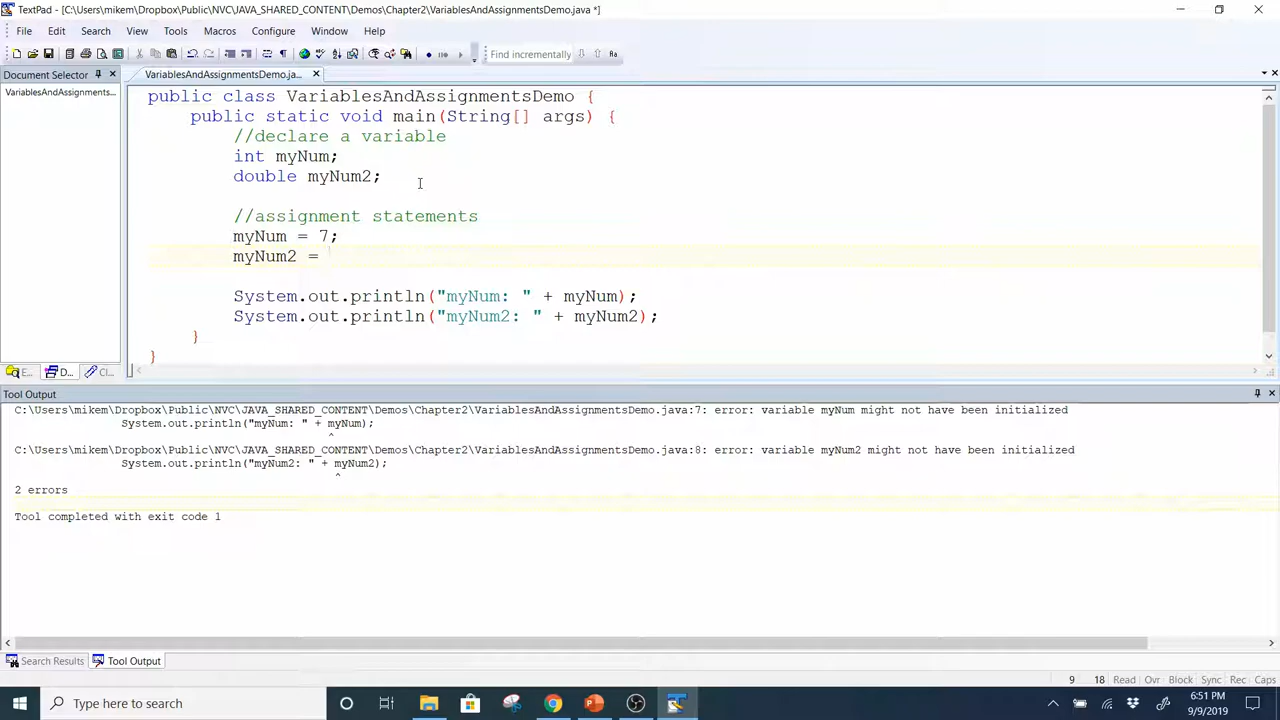 TextPad - [C:\Users\mikem\Dropbox\Public\NVC\JAVA_SHARED_CONTENT\Demos\Chapter2\VariablesAndAssignmentsDemo.java *]
File Edit Search View Tools Macros Configure Window Help
Find incrementally
Document Selector
VariablesAndAssignmentsDemo.ja...
VariablesAndAssignments...
public class VariablesAndAssignmentsDemo {
public static void main(String[] args) {
//declare a variable
int myNum;
double myNum2;
//assignment statements
myNum = 7;
myNum2 =
System.out.println("myNum: " + myNum);
System.out.println("myNum2: " + myNum2);
}
}
E... D... Cl...
Tool Output
C:\Users\mikem\Dropbox\Public\NVC\JAVA_SHARED_CONTENT\Demos\Chapter2\VariablesAndAssignmentsDemo.java:7: error: variable myNum might not have been initialized
System.out.println("myNum: " + myNum);
^
C:\Users\mikem\Dropbox\Public\NVC\JAVA_SHARED_CONTENT\Demos\Chapter2\VariablesAndAssignmentsDemo.java:8: error: variable myNum2 might not have been initialized
System.out.println("myNum2: " + myNum2);
^
2 errors
Tool completed with exit code 1
Search Results Tool Output
9 18 Read Ovr Block Sync Rec Caps
Type here to search
6:51 PM
9/9/2019